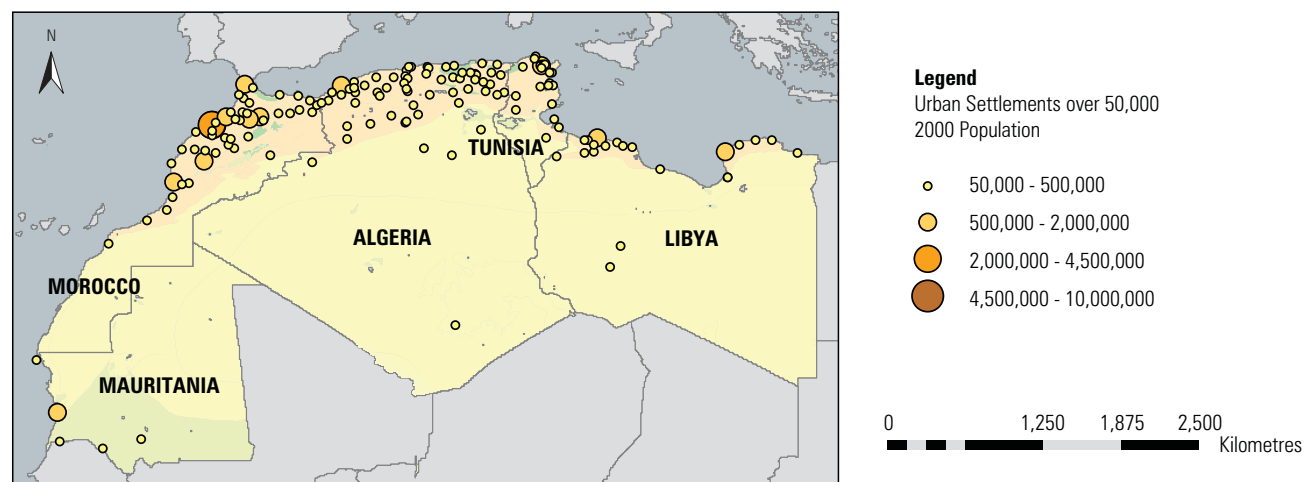 N
TUNISIA
ALGERIA
LIBYA
MOROCCO
MAURITANIA
Legend
Urban Settlements over 50,000
2000 Population
50,000 - 500,000
500,000 - 2,000,000
2,000,000 - 4,500,000
4,500,000 - 10,000,000
0 1,250 1,875 2,500
Kilometres